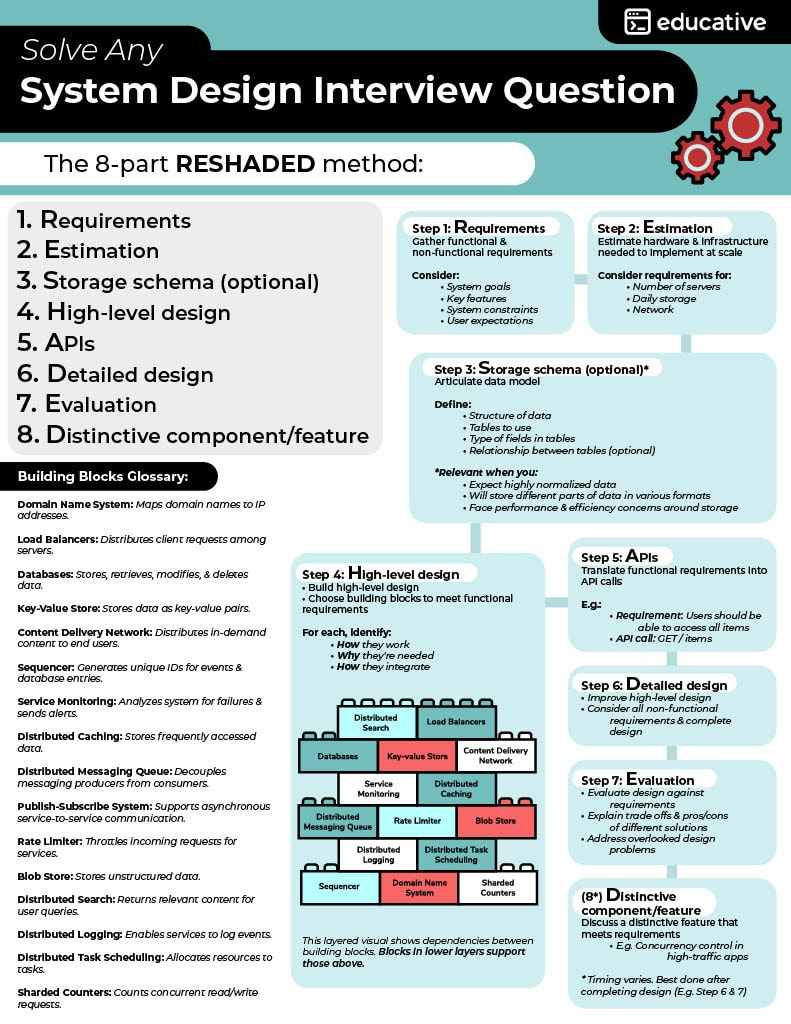 educative
Solve Any
System Design Interview Question
The 8-part RESHADED method:
1. Requirements
2. Estimation
3. Storage schema (optional)
4. High-level design
5. APIs
6. Detailed design
7. Evaluation
8. Distinctive component/feature
Building Blocks Glossary:
Domain Name System: Maps domain names to IP
addresses.
Load Balancers: Distributes client requests among
servers.
Databases: Stores, retrieves, modifies, & deletes
data.
Key-Value Store: Stores data as key-value pairs.
Content Delivery Network: Distributes in-demand
content to end users.
Sequencer: Generates unique IDs for events &
database entries.
Service Monitoring: Analyzes system for failures &
sends alerts.
Distributed Caching: Stores frequently accessed
data.
Distributed Messaging Queue: Decouples
messaging producers from consumers.
Publish-Subscribe System: Supports asynchronous
service-to-service communication.
Rate Limiter: Throttles incoming requests for
services.
Blob Store: Stores unstructured data.
Distributed Search: Returns relevant content for
user queries.
Distributed Logging: Enables services to log events.
Distributed Task Scheduling: Allocates resources to
tasks.
Sharded Counters: Counts concurrent read/write
requests.
Step 1: Requirements
Gather functional &
non-functional requirements
Consider:
• System goals
• Key features
• System constraints
• User expectations
Step 2: Estimation
Estimate hardware & infrastructure
needed to implement at scale
Consider requirements for:
• Number of servers
• Daily storage
• Network
Step 3: Storage schema (optional)*
Articulate data model
Define:
• Structure of data
• Tables to use
• Type of fields in tables
• Relationship between tables (optional)
*Relevant when you:
• Expect highly normalized data
• Will store different parts of data in various formats
• Face performance & efficiency concerns around storage
Step 4: High-level design
• Build high-level design
• Choose building blocks to meet functional
requirements
For each, identify:
• How they work
• Why they're needed
• How they integrate
Distributed
Search
Load Balancers
Databases
Key-value Store
Content Delivery
Network
Service
Monitoring
Distributed
Caching
Distributed
Messaging Queue
Rate Limiter
Blob Store
Distributed
Logging
Distributed Task
Scheduling
Sequencer
Domain Name
System
Sharded
Counters
This layered visual shows dependencies between
building blocks. Blocks in lower layers support
those above.
Step 5: APIs
Translate functional requirements into
API calls
E.g.:
• Requirement: Users should be
able to access all items
• API call: GET / items
Step 6: Detailed design
• Improve high-level design
• Consider all non-functional
requirements & complete
design
Step 7: Evaluation
• Evaluate design against
requirements
• Explain trade offs & pros/cons
of different solutions
• Address overlooked design
problems
(8*) Distinctive
component/feature
Discuss a distinctive feature that
meets requirements
• E.g. Concurrency control in
high-traffic apps
* Timing varies. Best done after
completing design (E.g. Step 6 & 7)